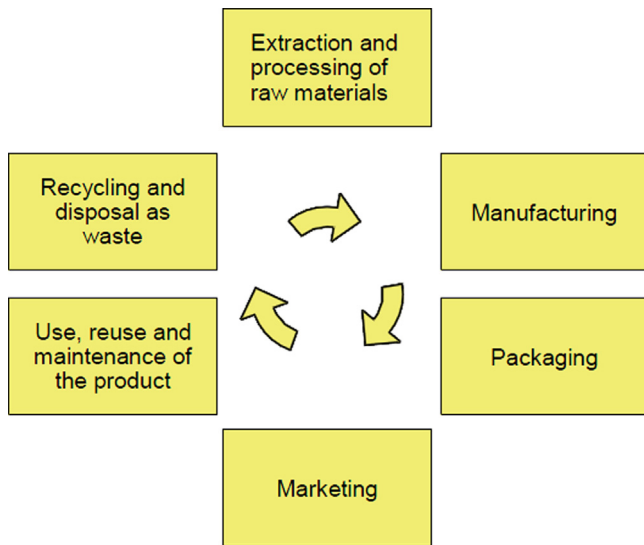 Extraction and
processing of
raw materials
Manufacturing
Packaging
Marketing
Use, reuse and
maintenance of
the product
Recycling and
disposal as
waste